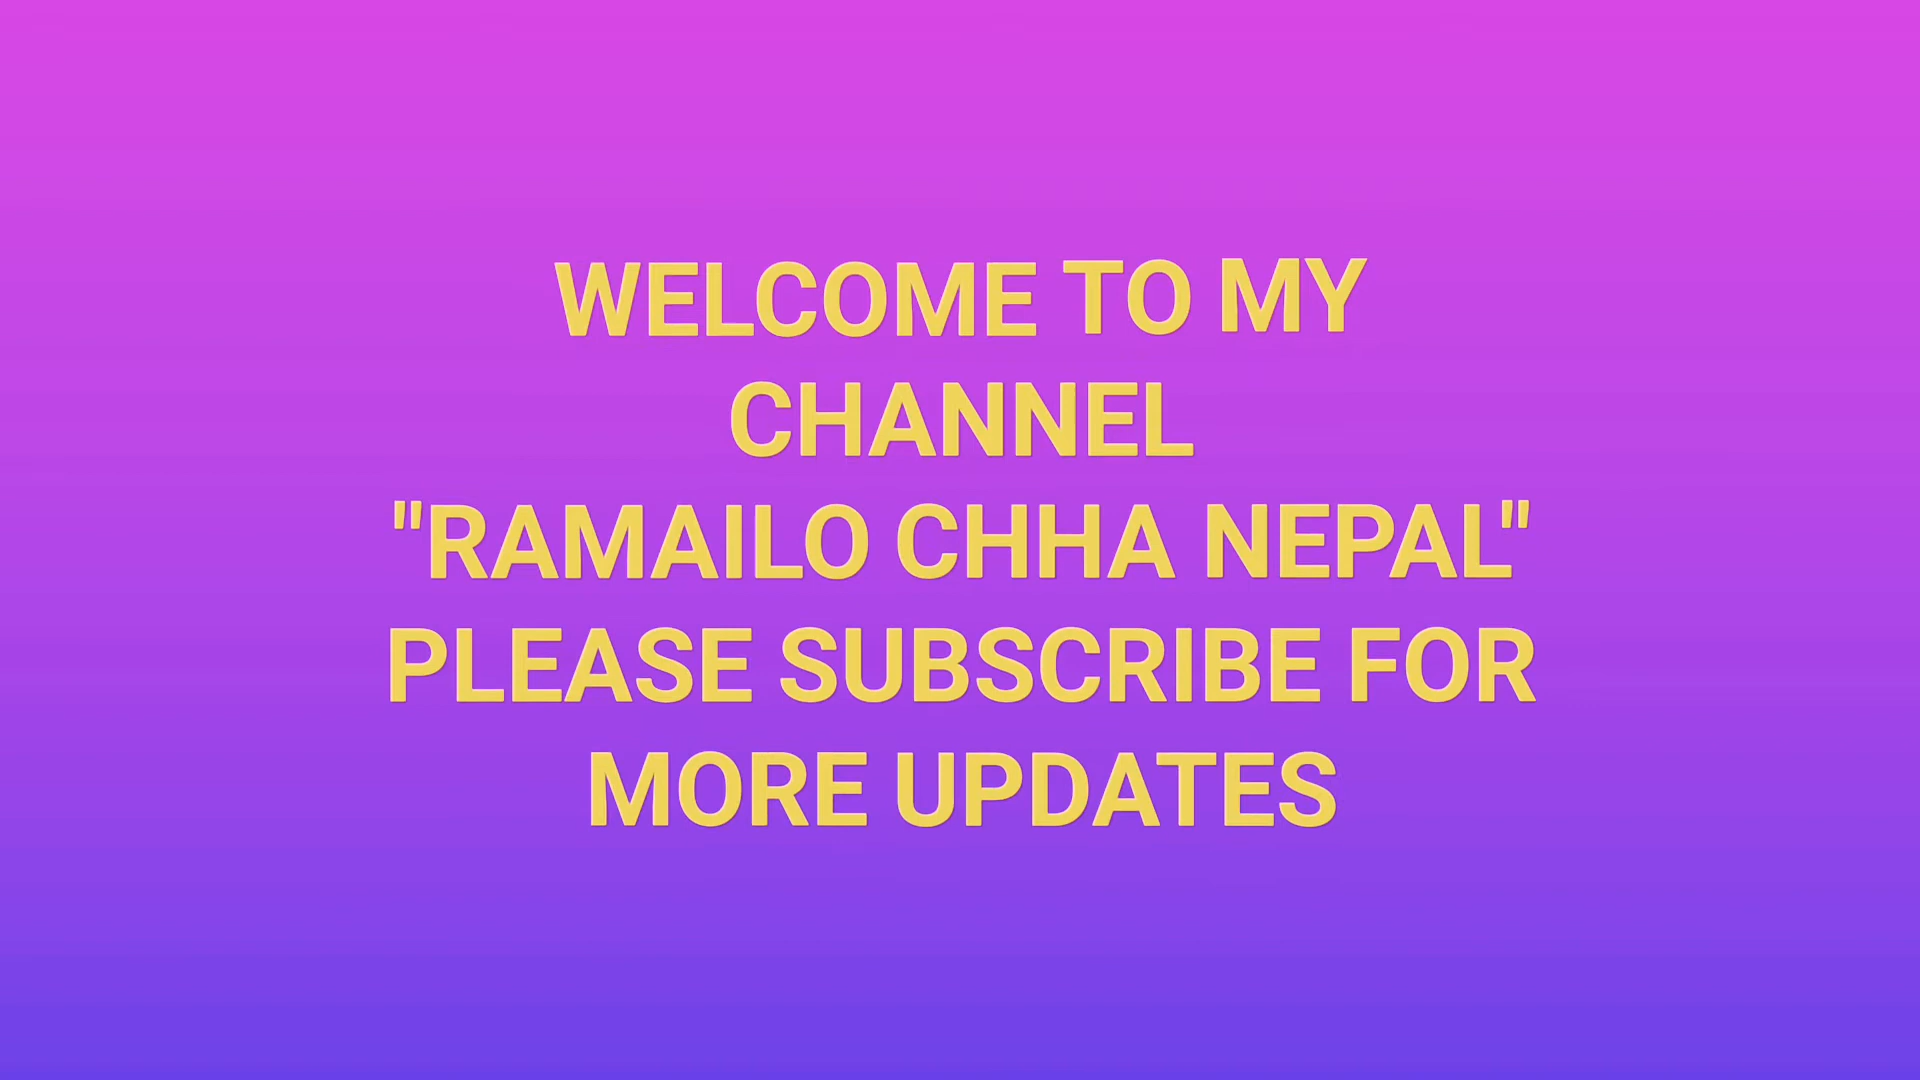 WELCOME TO MY
CHANNEL
"RAMAILO CHHA NEPAL"
PLEASE SUBSCRIBE FOR
MORE UPDATES